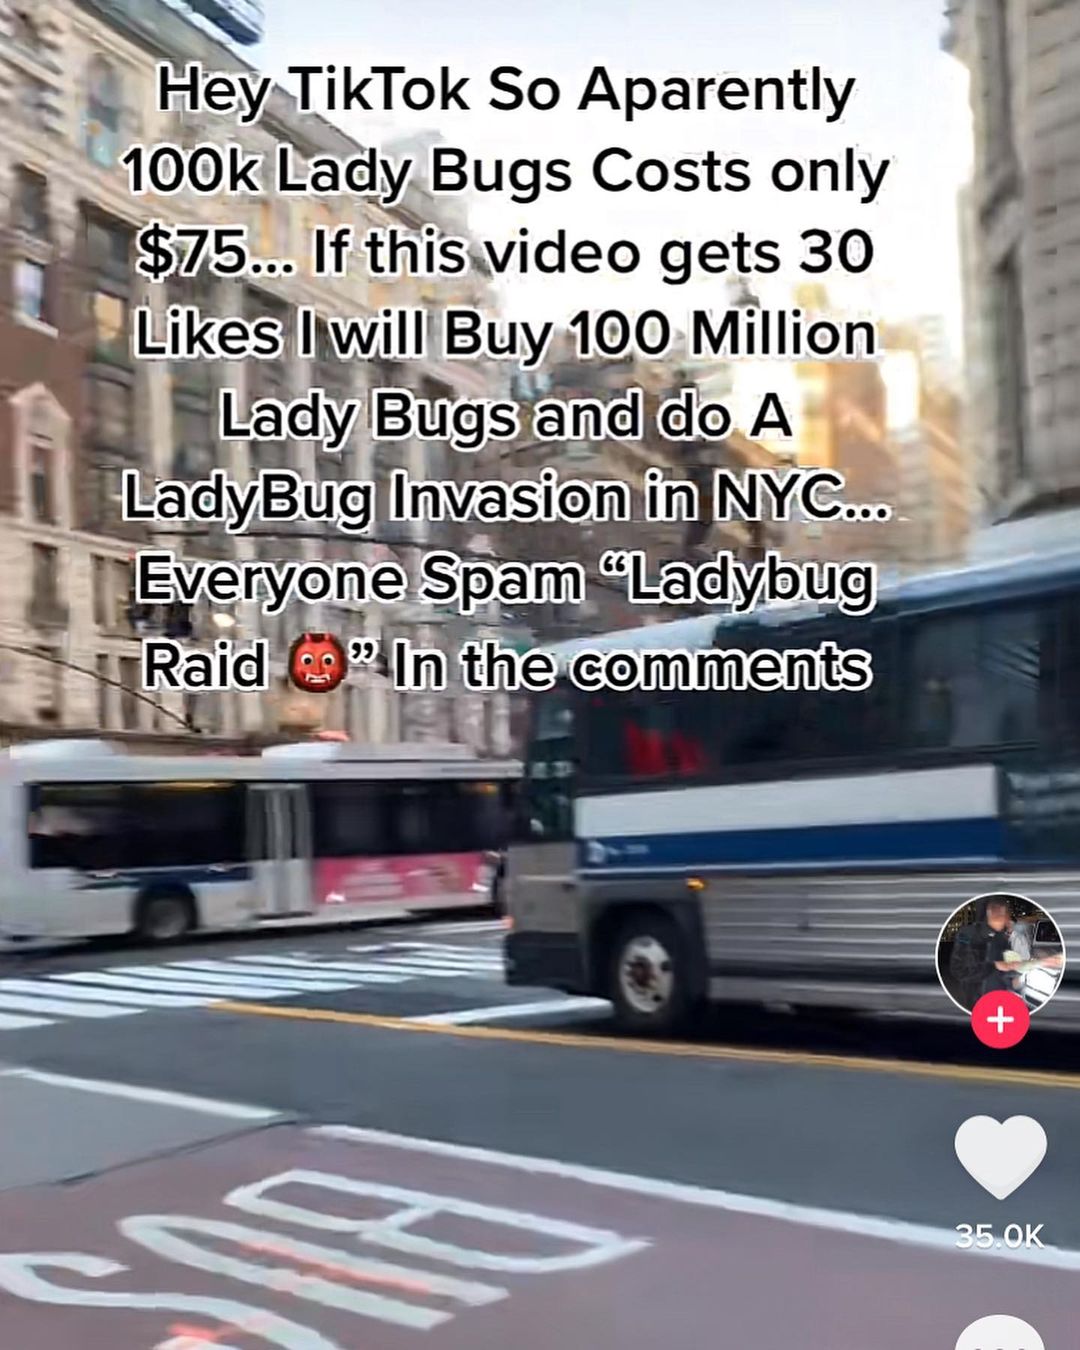 Hey TikTok So Aparently
100k Lady Bugs Costs only
$75... If this video gets 30
Likes I will Buy 100 Million
Lady Bugs and do A
LadyBug Invasion in NYC...
Everyone Spam “Ladybug
Raid 👹” In the comments
35.0K
BUS